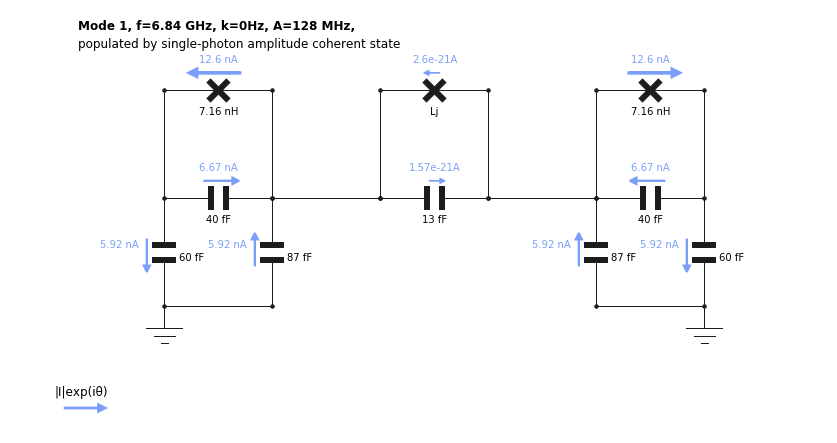 Mode 1, f=6.84 GHz, k=0Hz, A=128 MHz,
populated by single-photon amplitude coherent state
12.6 nA
2.6e-21A
12.6 nA
7.16 nH
Lj
7.16 nH
6.67 nA
1.57e-21A
6.67 nA
40 fF
13 fF
40 fF
5.92 nA
60 fF
5.92 nA
87 fF
5.92 nA
87 fF
5.92 nA
60 fF
|I|exp(iθ)